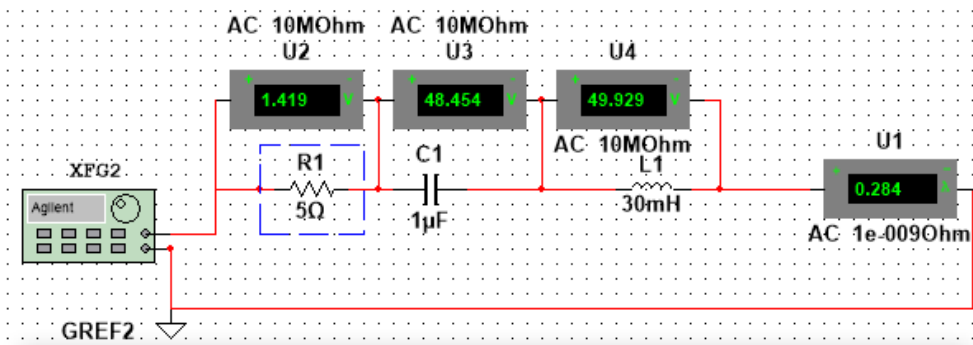 AC 10MOhm
U2
AC 10MOhm
U3
U4
+ -
1.419 V
+ -
48.454 V
+ -
49.929 V
AC 10MOhm
XFG2
Agilent
R1
5Ω
C1
1µF
L1
30mH
U1
+ -
0.284 A
AC 1e-009Ohm
GREF2